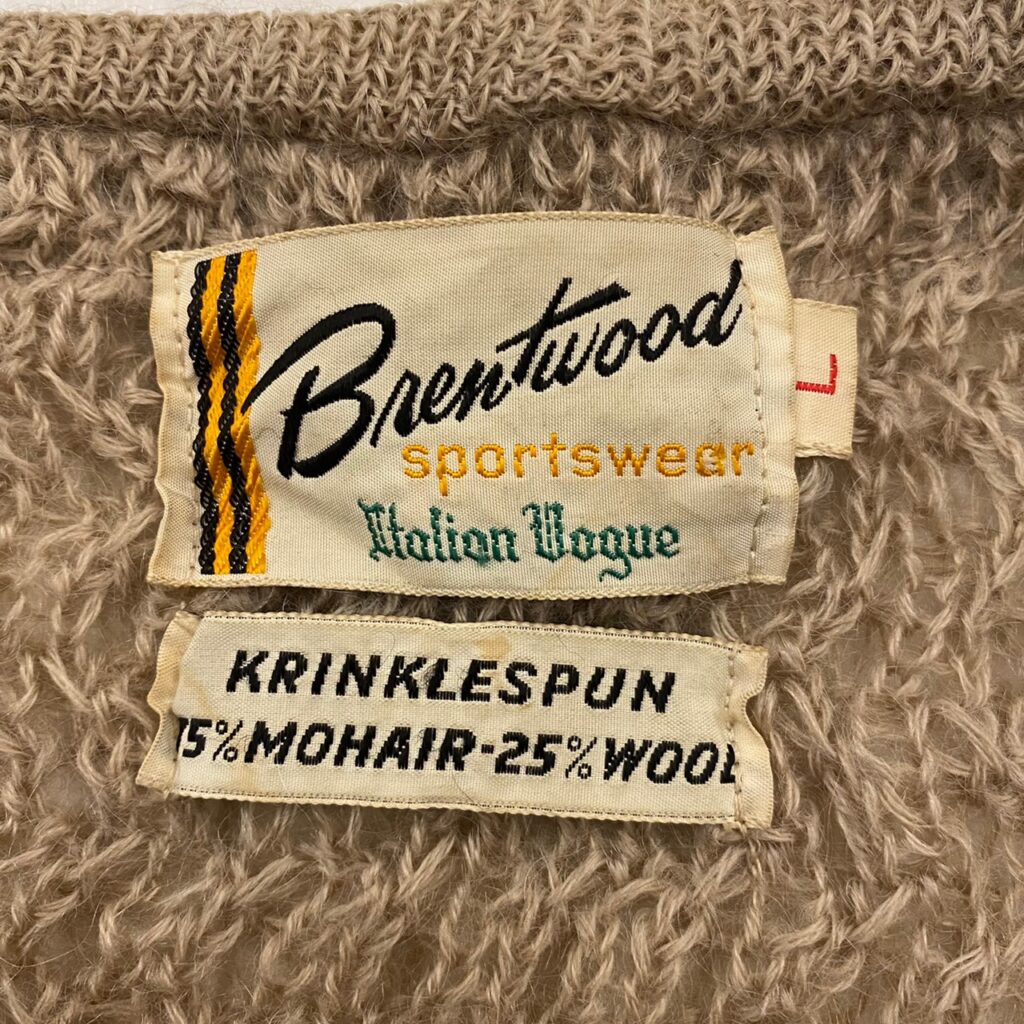 Brentwood
sportswear
Italian Vogue
L
KRINKLESPUN
75% MOHAIR-25% WOOL